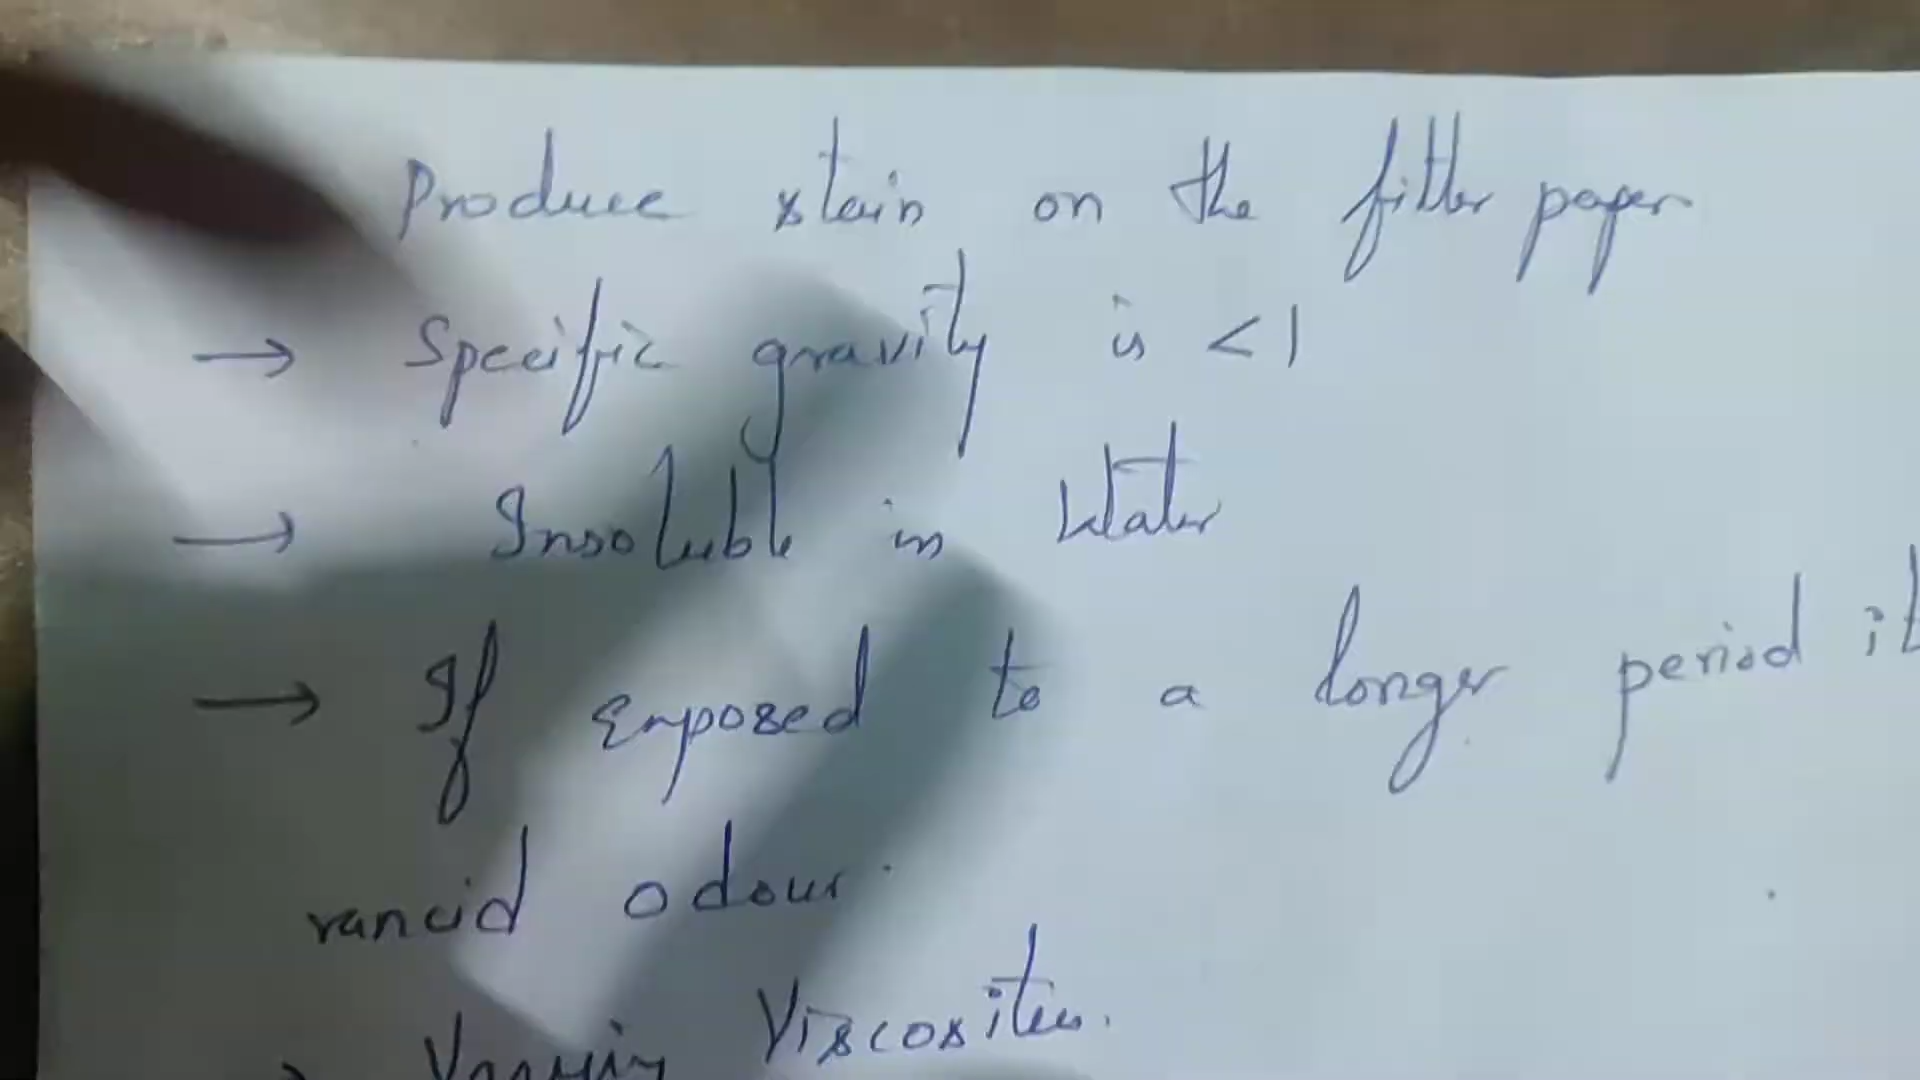 Produce stain on the filter paper
→ Specific gravity is < 1
→ Insoluble in Water
→ If Exposed to a longer period it
rancid odour.
→ Varying Viscosities.